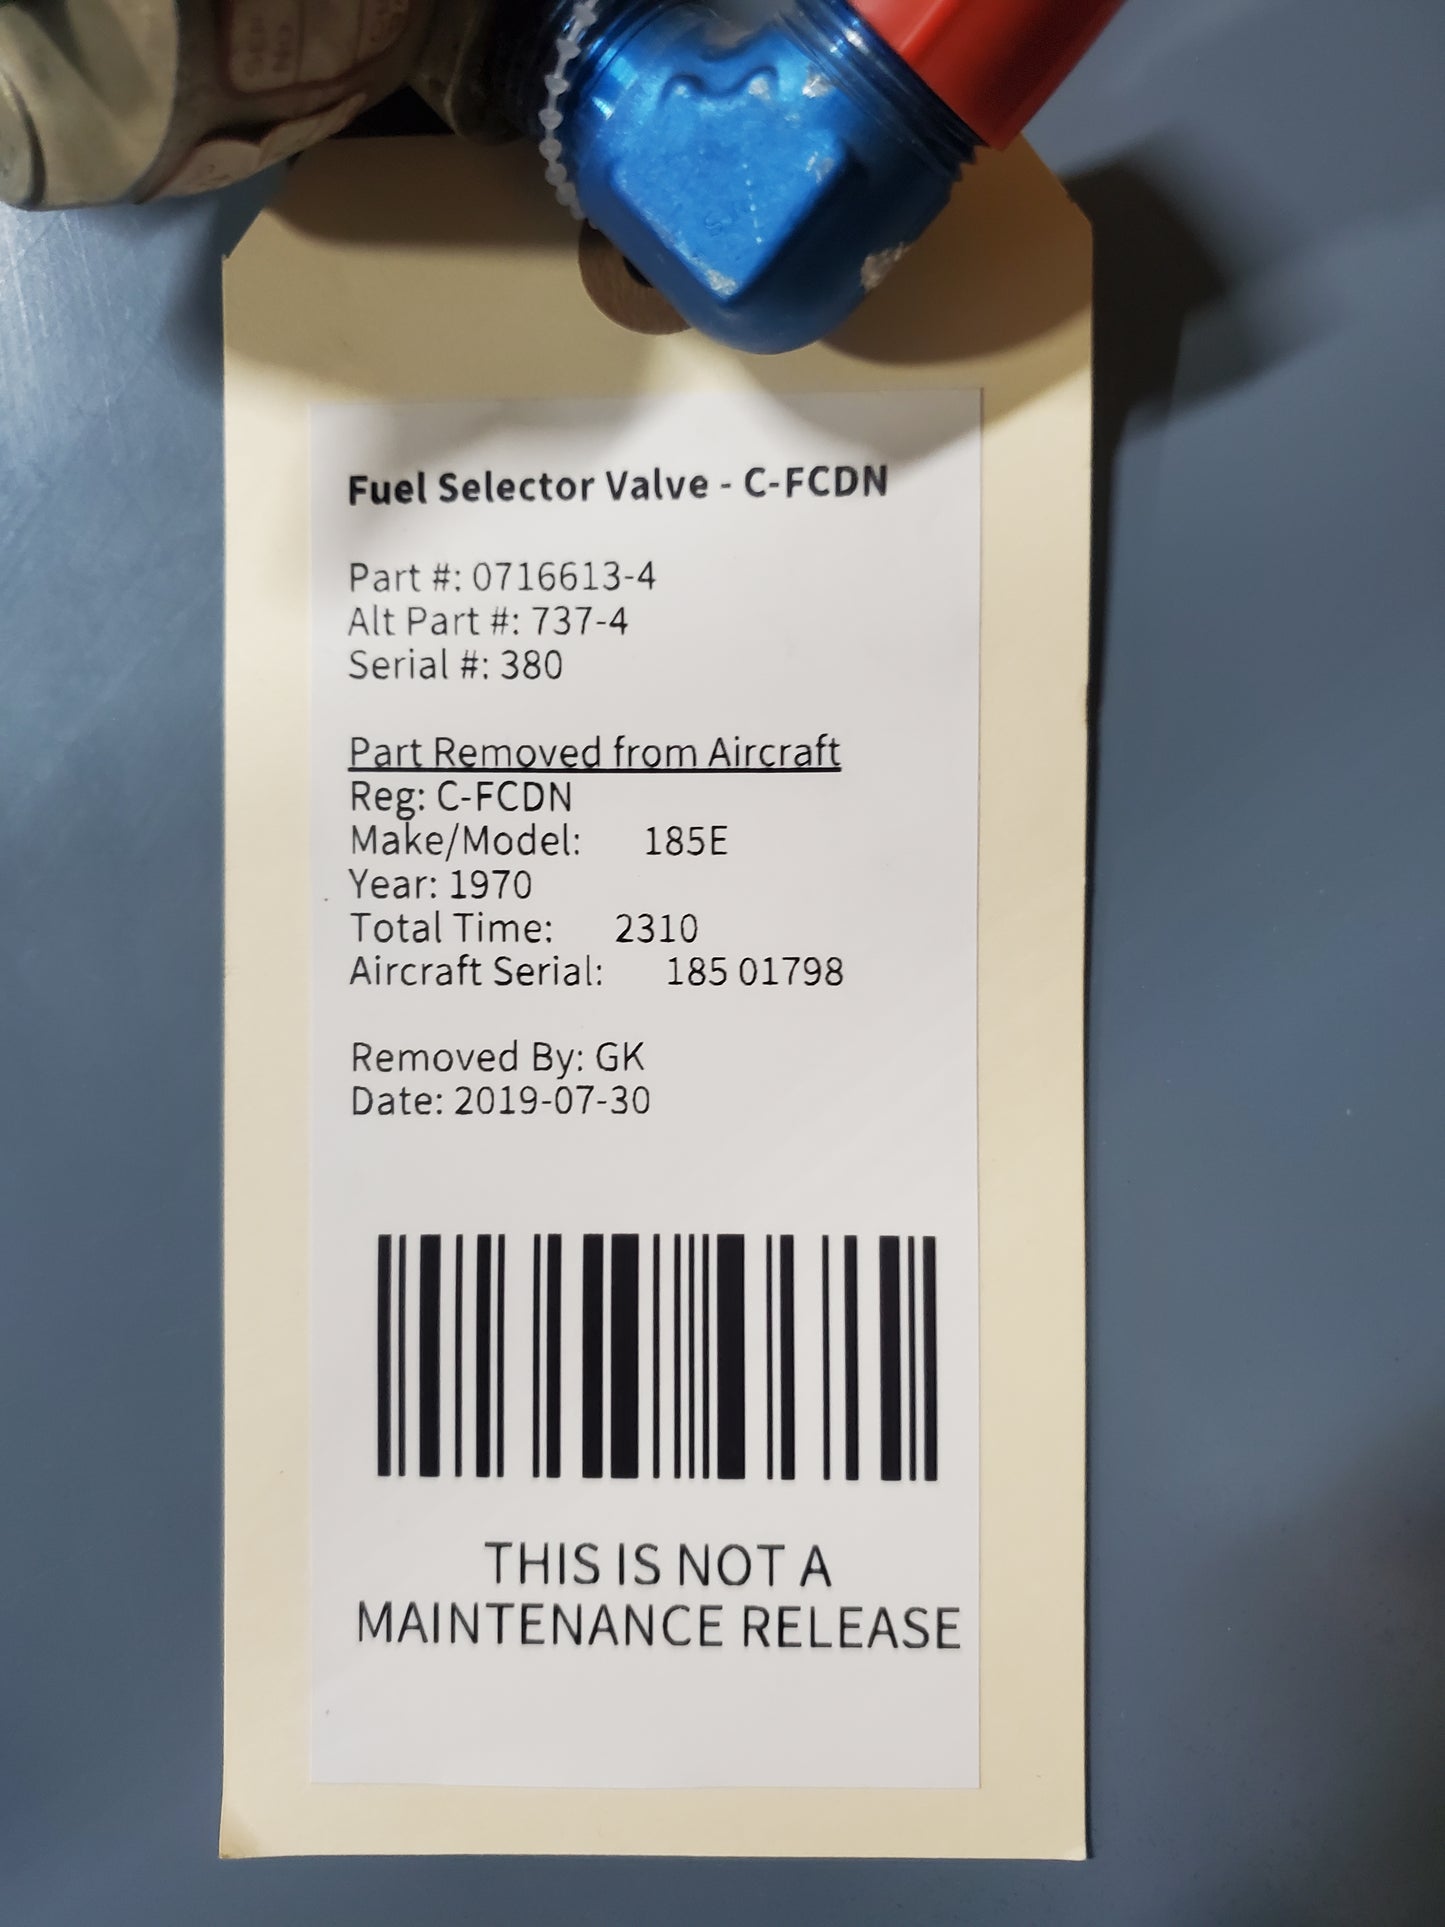 Fuel Selector Valve - C-FCDN
Part #: 0716613-4
Alt Part #: 737-4
Serial #: 380
Part Removed from Aircraft
Reg: C-FCDN
Make/Model: 185E
Year: 1970
Total Time: 2310
Aircraft Serial: 185 01798
Removed By: GK
Date: 2019-07-30
THIS IS NOT A
MAINTENANCE RELEASE